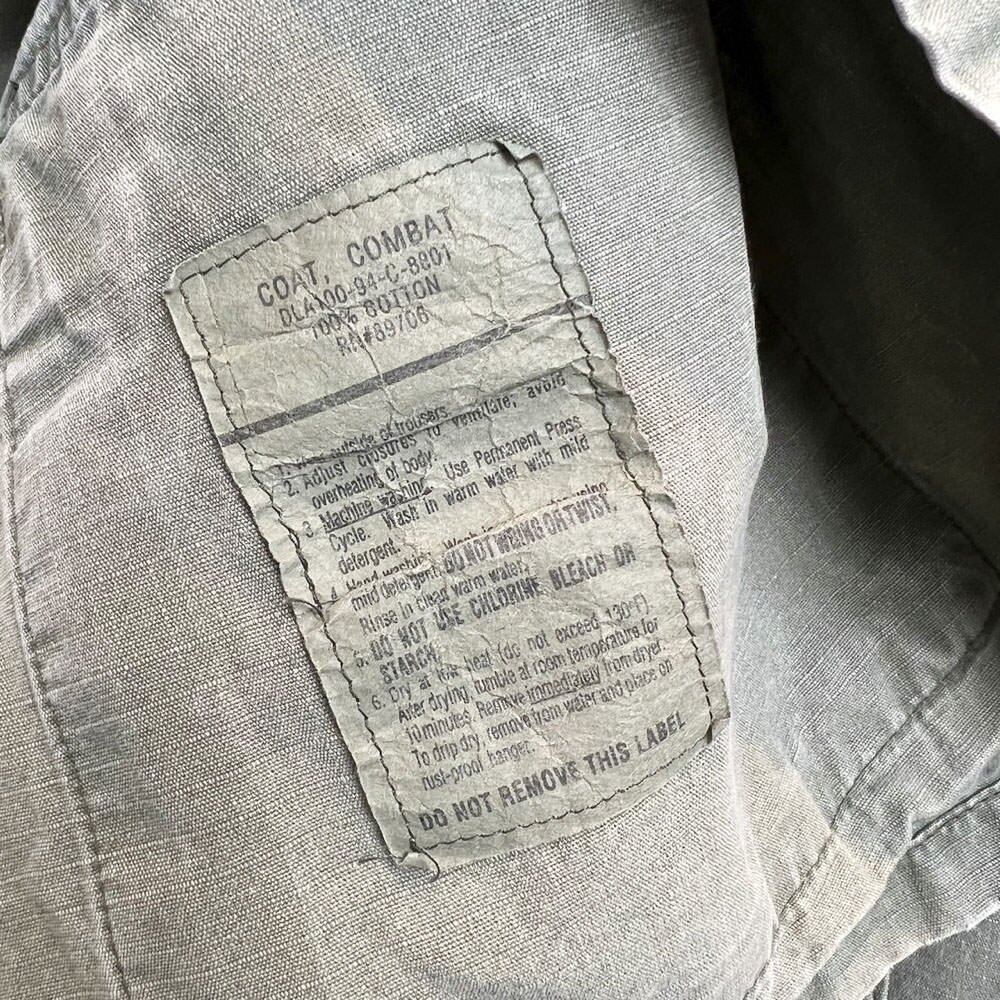 COAT, COMBAT
DLA100-94-C-8801
100% COTTON
RN#89706
1. outside of trousers.
2. Adjust closures to ventilate, avoid
overheating of body.
3. Machine washing. Use Permanent Press
Cycle. Wash in warm water with mild
detergent.
4. Hand washing.
mild detergent. DO NOT WRING OR TWIST.
Rinse in clean warm water.
5. DO NOT USE CHLORINE BLEACH OR
STARCH.
6. Dry at low heat (do not exceed 130°F).
After drying, tumble at room temperature for
10 minutes. Remove immediately from dryer.
To drip dry, remove from water and place on
rust-proof hanger.
DO NOT REMOVE THIS LABEL